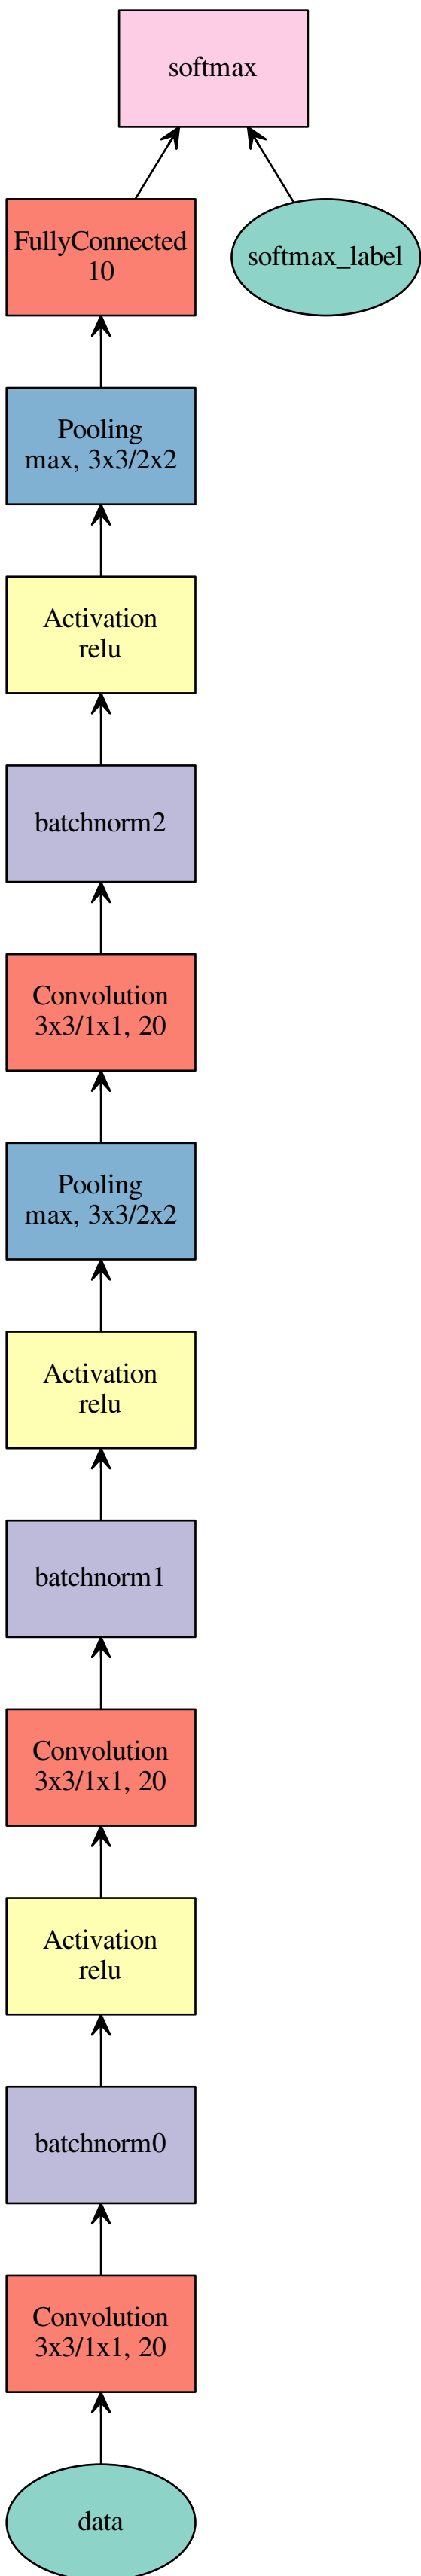 softmax
FullyConnected
10
softmax_label
Pooling
max, 3x3/2x2
Activation
relu
batchnorm2
Convolution
3x3/1x1, 20
Pooling
max, 3x3/2x2
Activation
relu
batchnorm1
Convolution
3x3/1x1, 20
Activation
relu
batchnorm0
Convolution
3x3/1x1, 20
data